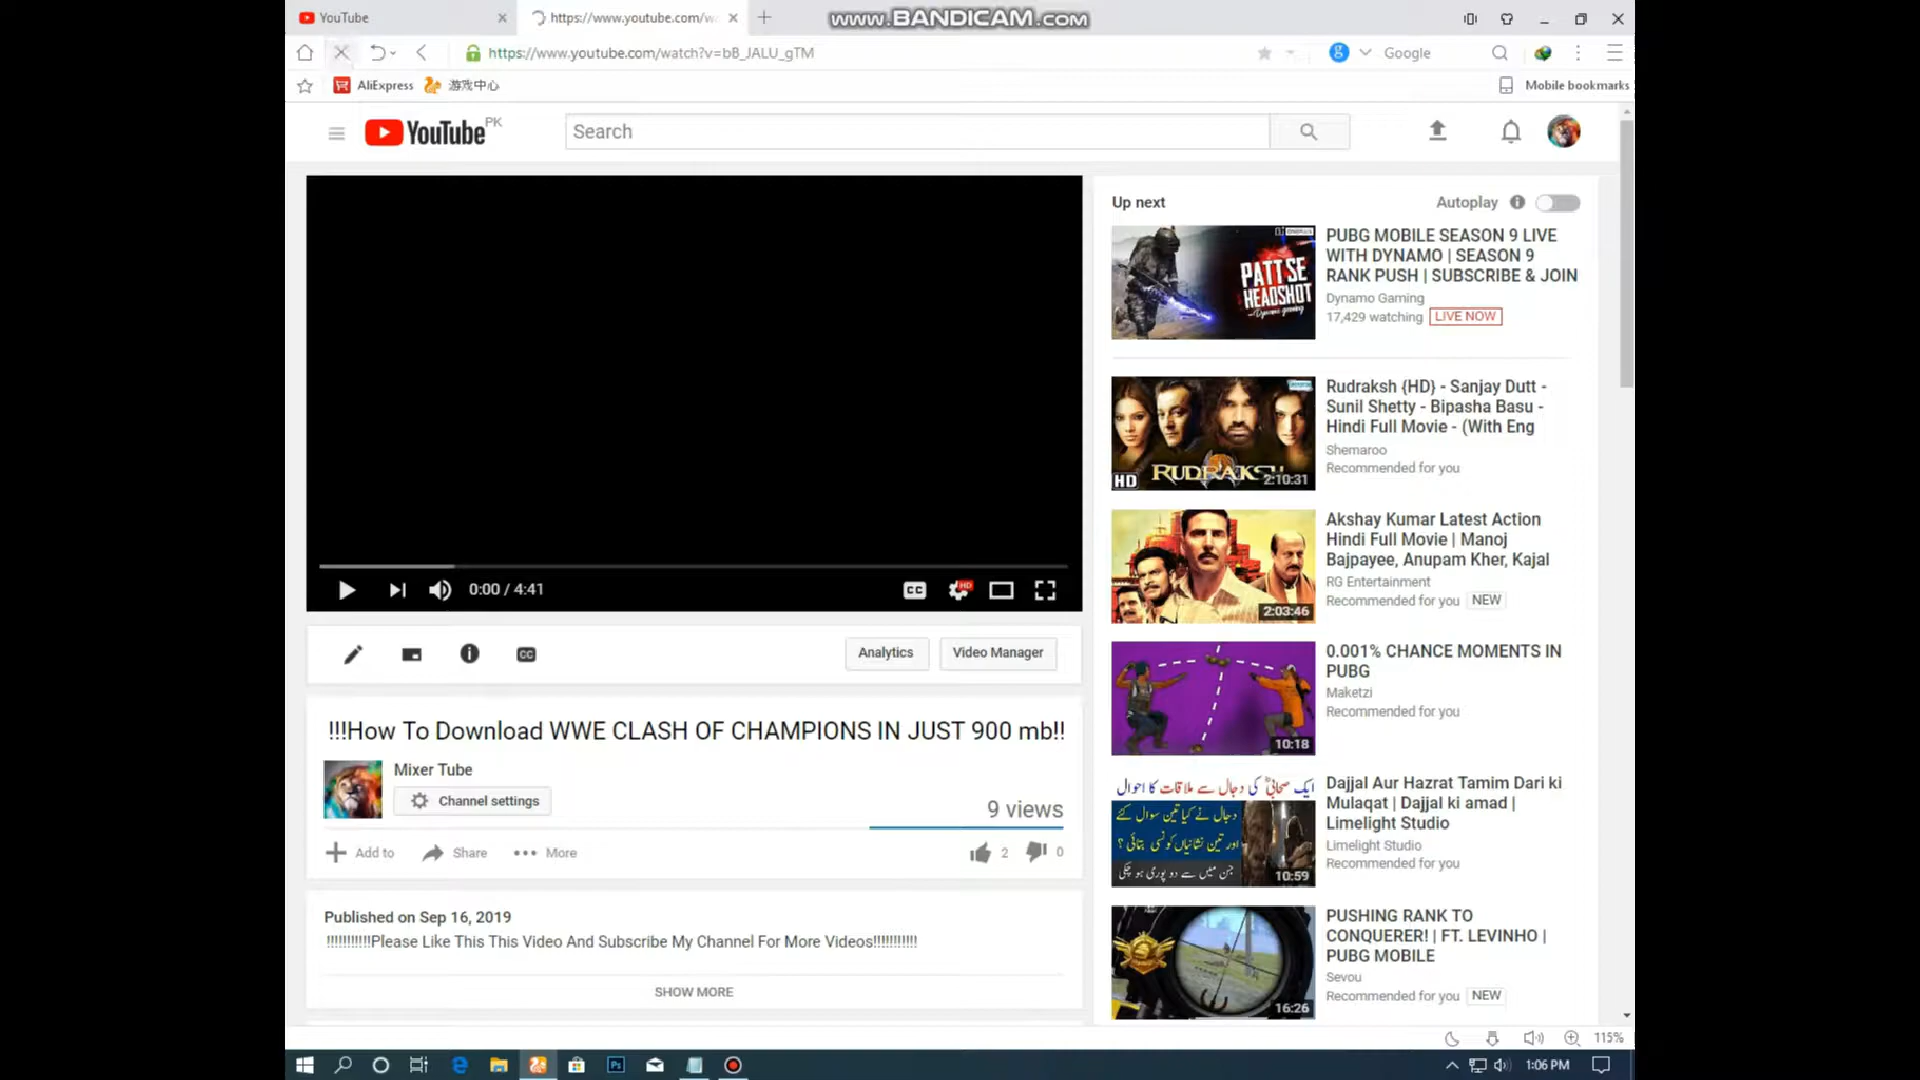 YouTube
https://www.youtube.com/w
www.BANDICAM.com
https://www.youtube.com/watch?v=bB_JALU_gTM
Google
AliExpress
游戏中心
Mobile bookmarks
YouTube PK
Search
Up next
Autoplay
PATT SE
HEADSHOT
Dynamo gaming
PUBG MOBILE SEASON 9 LIVE
WITH DYNAMO | SEASON 9
RANK PUSH | SUBSCRIBE & JOIN
Dynamo Gaming
17,429 watching LIVE NOW
RUDRAKSH
HD
2:10:31
Rudraksh {HD} - Sanjay Dutt -
Sunil Shetty - Bipasha Basu -
Hindi Full Movie - (With Eng
Shemaroo
Recommended for you
2:03:46
Akshay Kumar Latest Action
Hindi Full Movie | Manoj
Bajpayee, Anupam Kher, Kajal
RG Entertainment
Recommended for you NEW
10:18
0.001% CHANCE MOMENTS IN
PUBG
Maketzi
Recommended for you
ایک صحابیؓ کی دجال سے ملاقات کا احوال
دجال نے کیا تین سوال کئے
اور تین نشانیاں کونسی بتائی ؟
جن میں سے دو پوری ہو چکی
10:59
Dajjal Aur Hazrat Tamim Dari ki
Mulaqat | Dajjal ki amad |
Limelight Studio
Limelight Studio
Recommended for you
16:26
PUSHING RANK TO
CONQUERER! | FT. LEVINHO |
PUBG MOBILE
Sevou
Recommended for you NEW
0:00 / 4:41
CC
HD
CC
Analytics
Video Manager
!!!How To Download WWE CLASH OF CHAMPIONS IN JUST 900 mb!!
Mixer Tube
Channel settings
9 views
Add to
Share
More
2
0
Published on Sep 16, 2019
!!!!!!!!!!!Please Like This This Video And Subscribe My Channel For More Videos!!!!!!!!!!!
SHOW MORE
115%
Ps
1:06 PM